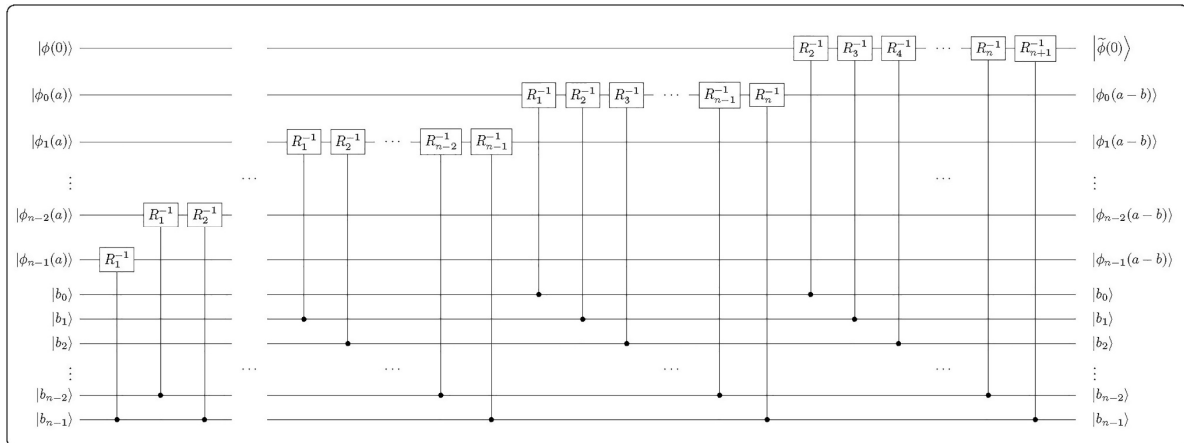 |ϕ(0)⟩ R₂⁻¹ R₃⁻¹ R₄⁻¹ ⋯ Rₙ⁻¹ Rₙ₊₁⁻¹ |ϕ̃(0)⟩
|ϕ₀(a)⟩ R₁⁻¹ R₂⁻¹ R₃⁻¹ ⋯ Rₙ₋₁⁻¹ Rₙ⁻¹ |ϕ₀(a−b)⟩
|ϕ₁(a)⟩ R₁⁻¹ R₂⁻¹ ⋯ Rₙ₋₂⁻¹ Rₙ₋₁⁻¹ |ϕ₁(a−b)⟩
⋮ ⋯ ⋯ ⋯ ⋮
|ϕₙ₋₂(a)⟩ R₁⁻¹ R₂⁻¹ |ϕₙ₋₂(a−b)⟩
|ϕₙ₋₁(a)⟩ R₁⁻¹ |ϕₙ₋₁(a−b)⟩
|b₀⟩ |b₀⟩
|b₁⟩ |b₁⟩
|b₂⟩ |b₂⟩
⋮ ⋯ ⋯ ⋯ ⋯ ⋮
|bₙ₋₂⟩ |bₙ₋₂⟩
|bₙ₋₁⟩ |bₙ₋₁⟩